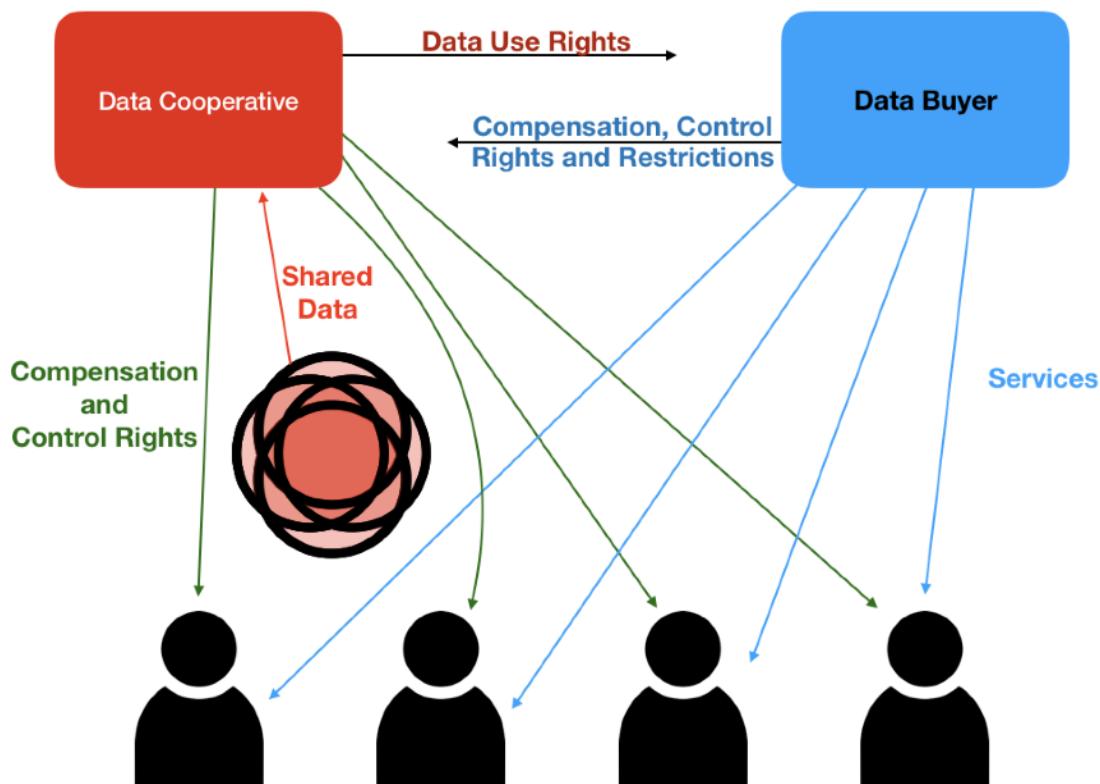 Data Use Rights
Data Cooperative
Data Buyer
Compensation, Control
Rights and Restrictions
Shared
Data
Compensation
and
Control Rights
Services